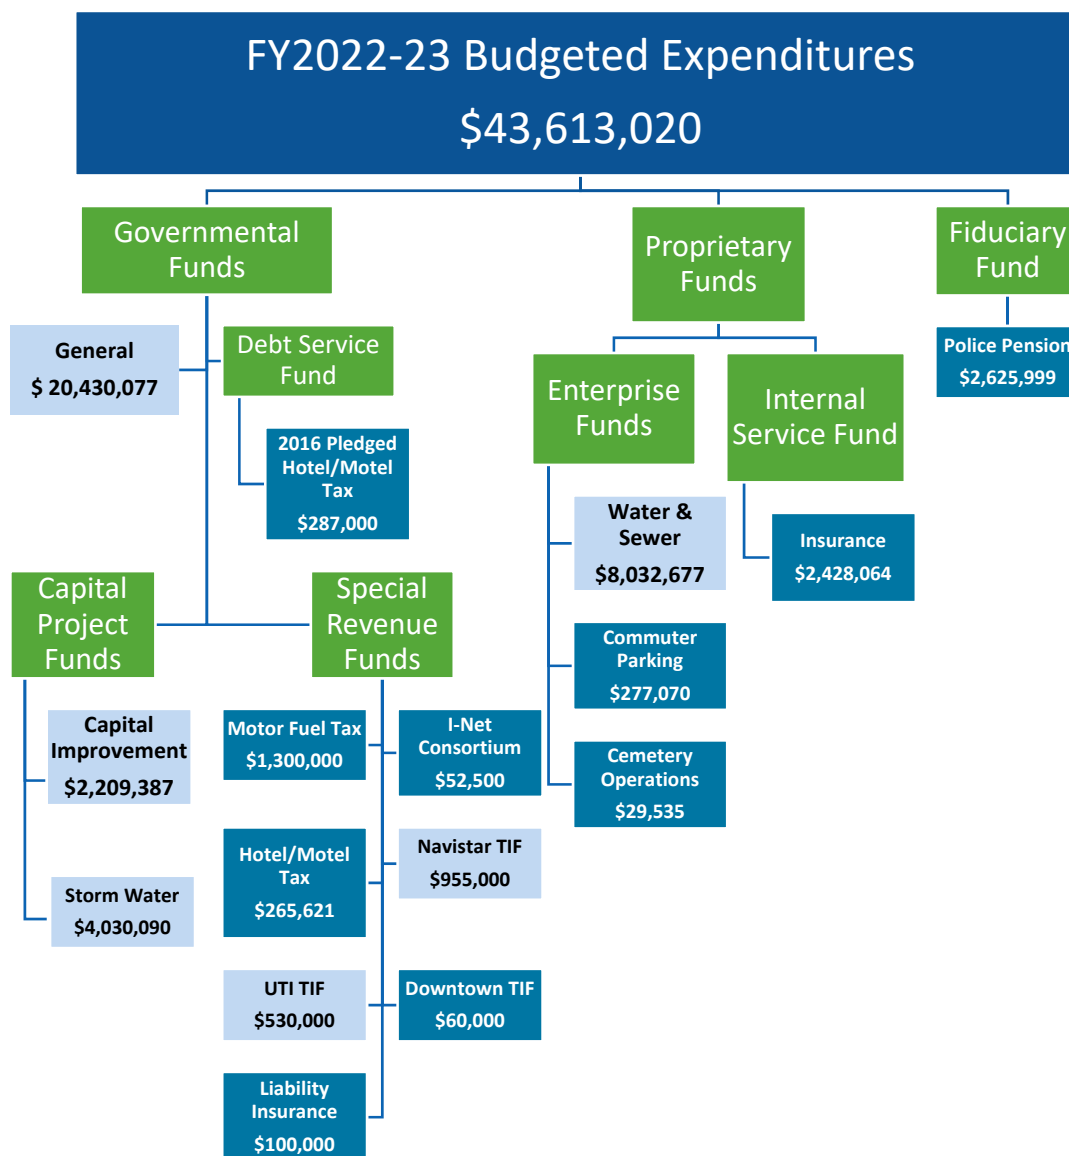 FY2022-23 Budgeted Expenditures
$43,613,020
Governmental
Funds
Proprietary
Funds
Fiduciary
Fund
General
$ 20,430,077
Debt Service
Fund
2016 Pledged
Hotel/Motel
Tax
$287,000
Enterprise
Funds
Internal
Service Fund
Police Pension
$2,625,999
Water &
Sewer
$8,032,677
Insurance
$2,428,064
Commuter
Parking
$277,070
Cemetery
Operations
$29,535
Capital
Project
Funds
Special
Revenue
Funds
Capital
Improvement
$2,209,387
Storm Water
$4,030,090
Motor Fuel Tax
$1,300,000
I-Net
Consortium
$52,500
Hotel/Motel
Tax
$265,621
Navistar TIF
$955,000
UTI TIF
$530,000
Downtown TIF
$60,000
Liability
Insurance
$100,000